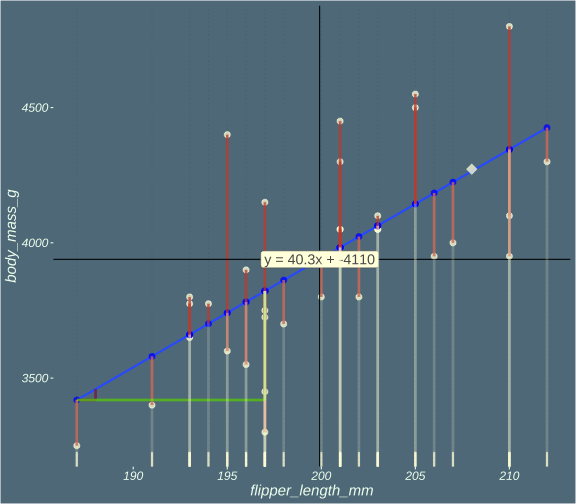 body_mass_g
4500
4000
3500
y = 40.3x + -4110
190
195
200
205
210
flipper_length_mm